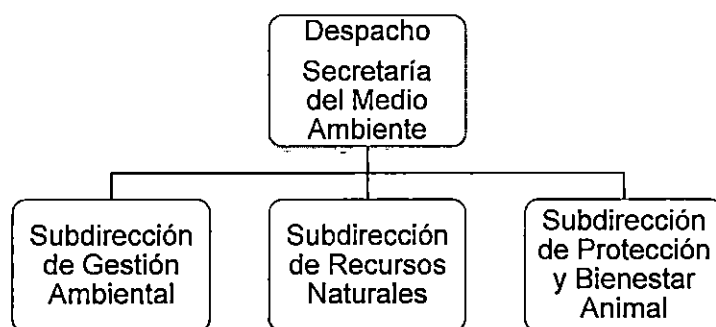 Despacho
Secretaría
del Medio
Ambiente
Subdirección
de Gestión
Ambiental
Subdirección
de Recursos
Naturales
Subdirección
de Protección
y Bienestar
Animal